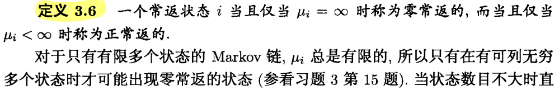 定义 3.6 一个常返状态 i 当且仅当 μᵢ = ∞ 时称为零常返的, 而当且仅当
μᵢ < ∞ 时称为正常返的.
对于只有有限多个状态的 Markov 链, μᵢ 总是有限的, 所以只有在有可列无穷
多个状态时才可能出现零常返的状态 (参看习题 3 第 15 题). 当状态数目不大时直